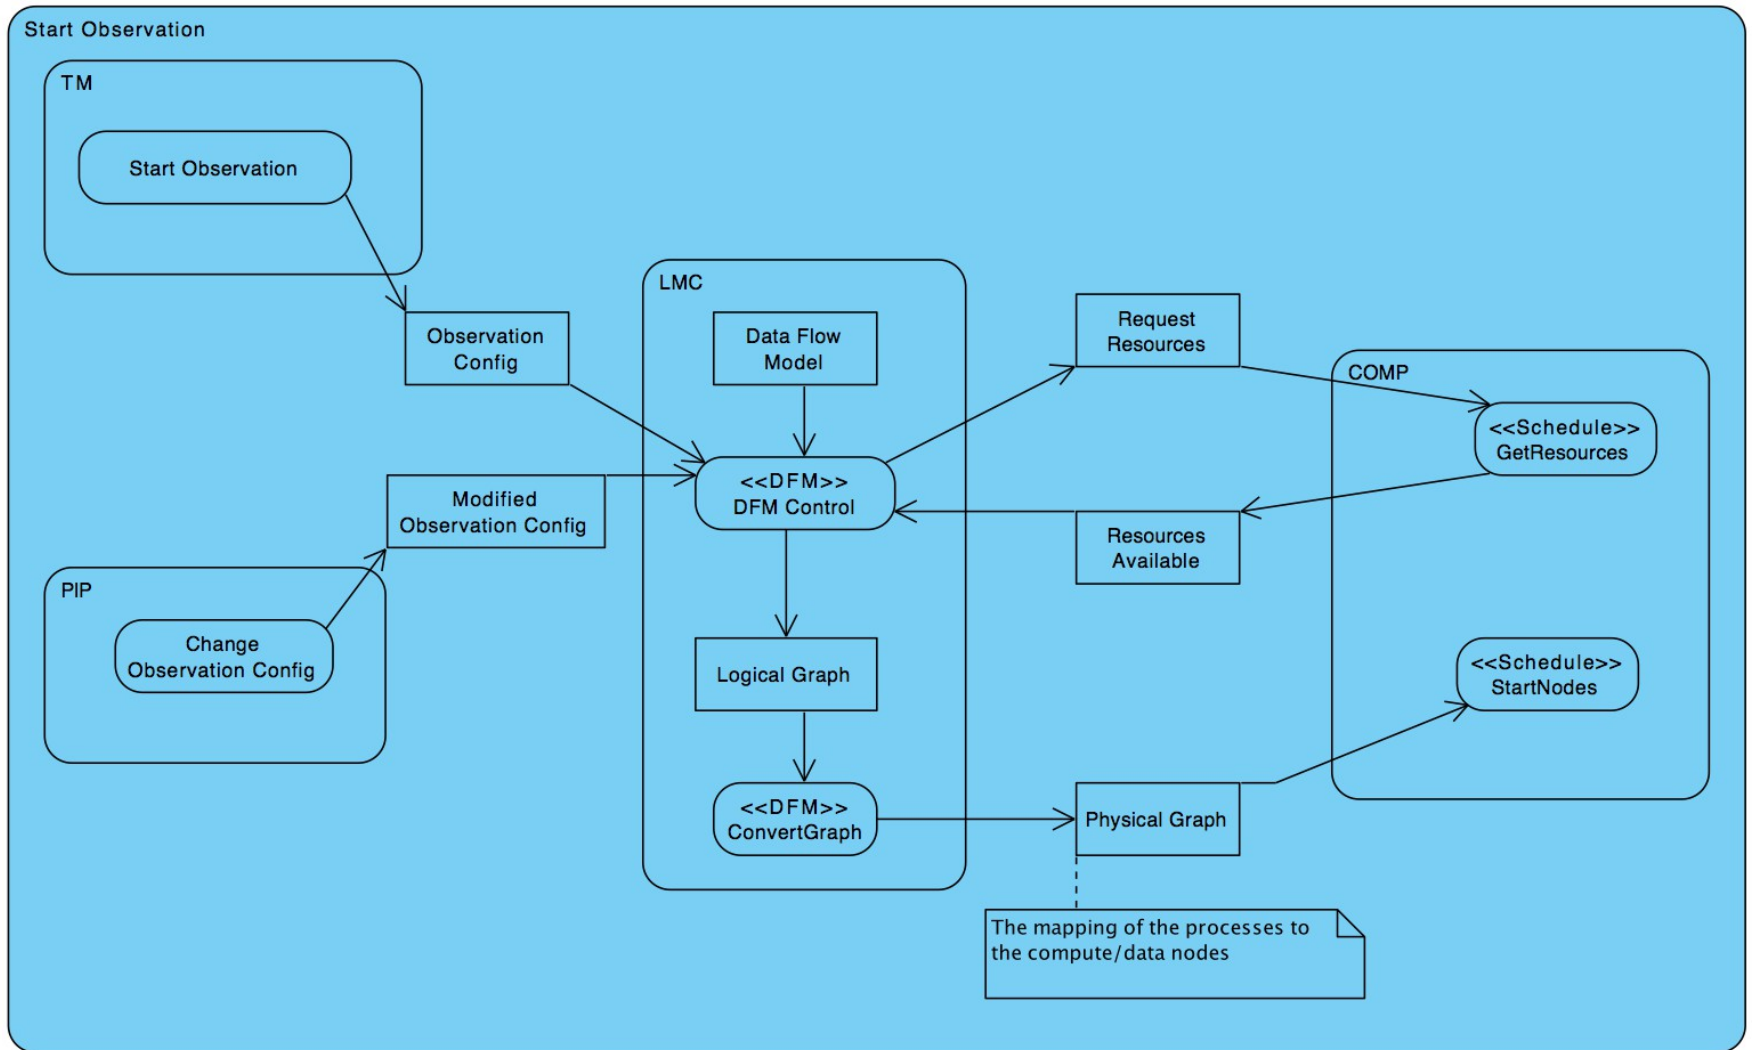 Start Observation
TM
Start Observation
LMC
Observation
Config
Data Flow
Model
Request
Resources
COMP
<<Schedule>>
GetResources
<<DFM>>
DFM Control
Modified
Observation Config
Resources
Available
PIP
Change
Observation Config
Logical Graph
<<Schedule>>
StartNodes
<<DFM>>
ConvertGraph
Physical Graph
The mapping of the processes to
the compute/data nodes